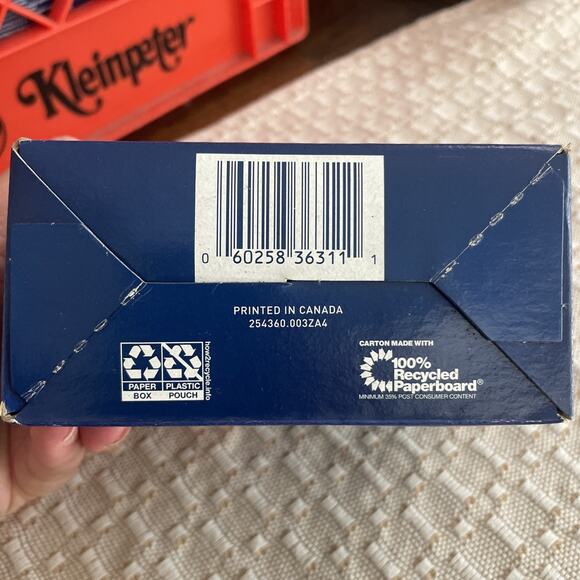 Kleinpeter
0 60258 36311 1
PRINTED IN CANADA
254360.003ZA4
PAPER
BOX
PLASTIC
POUCH
how2recycle.info
CARTON MADE WITH
100%
Recycled
Paperboard®
MINIMUM 35% POST CONSUMER CONTENT